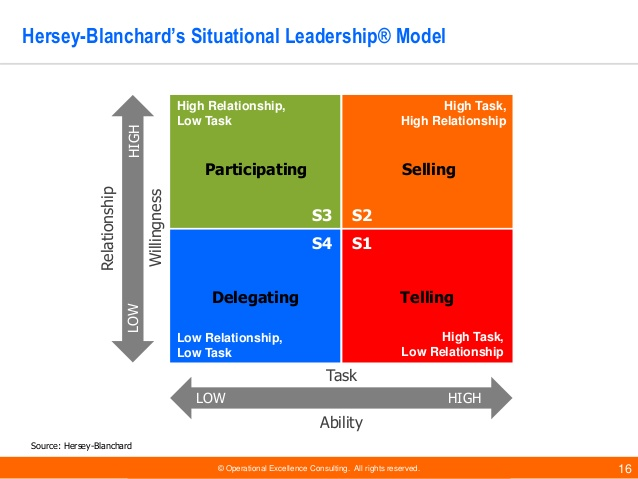 Hersey-Blanchard's Situational Leadership® Model
High Relationship,
Low Task
High Task,
High Relationship
HIGH
Participating
Selling
Relationship
Willingness
S3
S2
S4
S1
Delegating
Telling
LOW
Low Relationship,
Low Task
High Task,
Low Relationship
Task
LOW
HIGH
Ability
Source: Hersey-Blanchard
© Operational Excellence Consulting. All rights reserved.
16